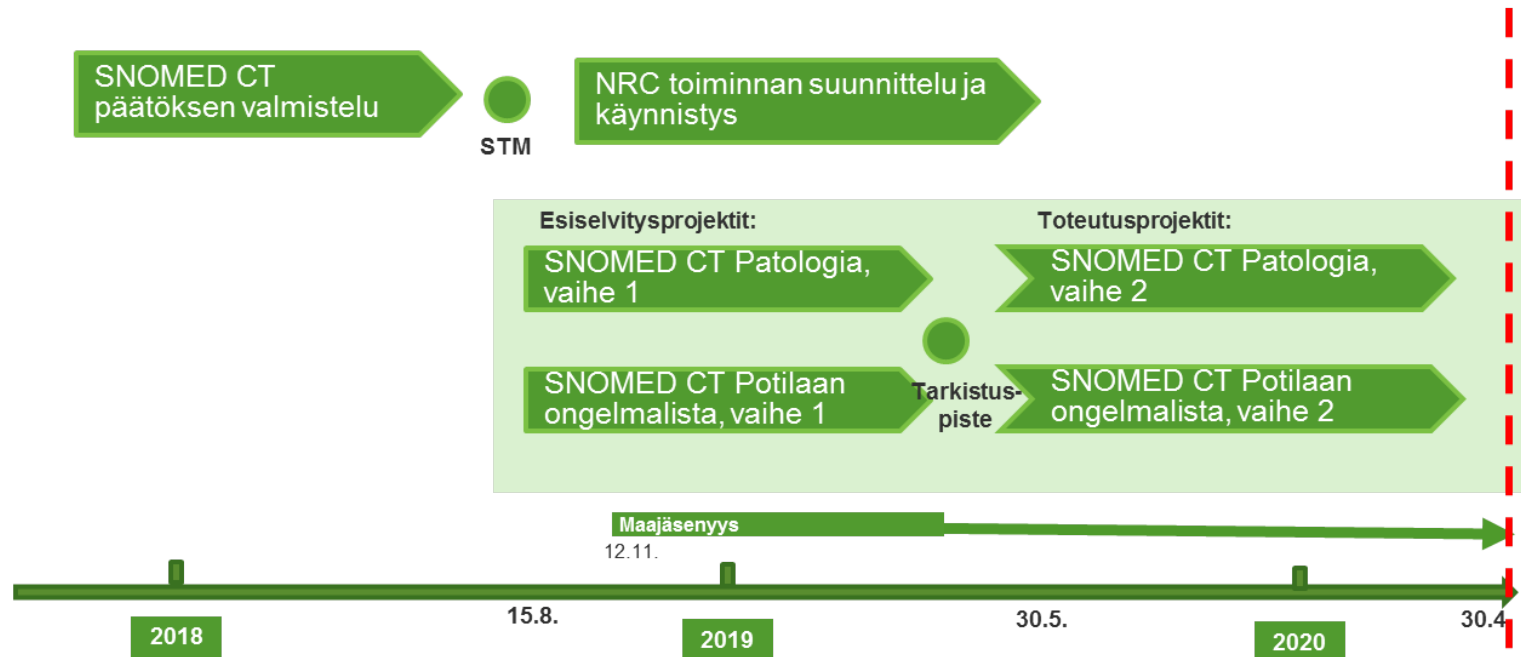 SNOMED CT
päätöksen valmistelu
STM
NRC toiminnan suunnittelu ja
käynnistys
Esiselvitysprojektit:
Toteutusprojektit:
SNOMED CT Patologia,
vaihe 1
SNOMED CT Patologia,
vaihe 2
SNOMED CT Potilaan
ongelmalista, vaihe 1
Tarkistus-
piste
SNOMED CT Potilaan
ongelmalista, vaihe 2
Maajäsenyys
12.11.
15.8.
30.5.
30.4
2018
2019
2020